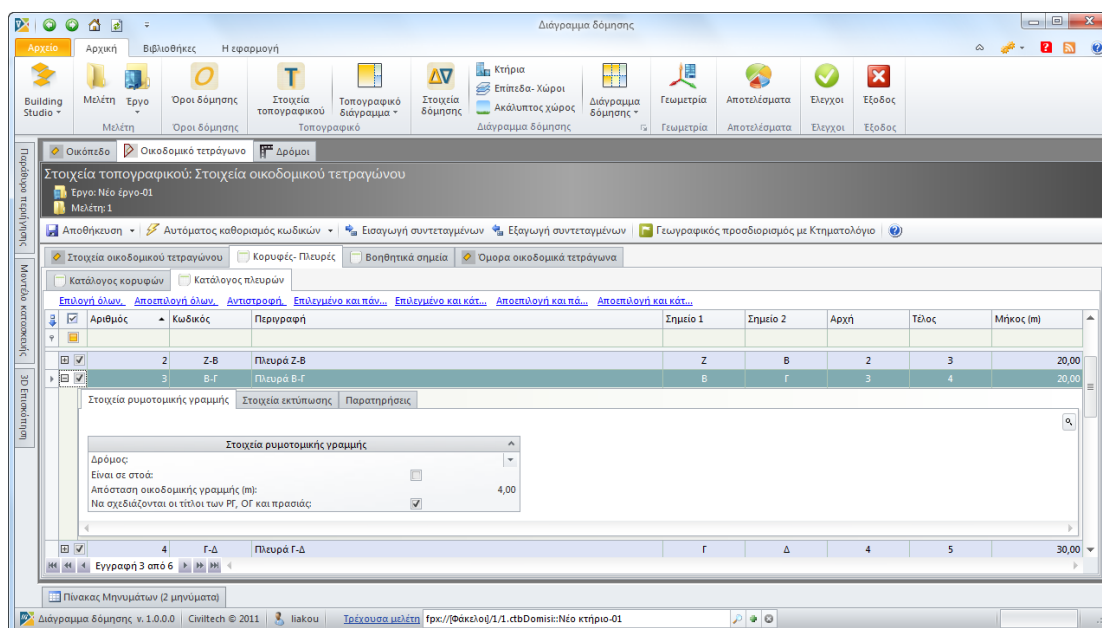 Διάγραμμα δόμησης
Αρχείο Αρχική Βιβλιοθήκες Η εφαρμογή
Building Studio
Μελέτη Έργο
Όροι δόμησης
Στοιχεία τοπογραφικού
Τοπογραφικό διάγραμμα
Στοιχεία δόμησης
Κτήρια
Επίπεδα- Χώροι
Ακάλυπτος χώρος
Διάγραμμα δόμησης
Γεωμετρία
Αποτελέσματα
Έλεγχοι
Έξοδος
Μελέτη Όροι δόμησης Τοπογραφικό Διάγραμμα δόμησης Γεωμετρία Αποτελέσματα Έλεγχοι Έξοδος
Παράθυρο περιήγησης
Μοντέλο κατασκευής
3D Επισκόπηση
Οικόπεδο Οικοδομικό τετράγωνο Δρόμοι
Στοιχεία τοπογραφικού: Στοιχεία οικοδομικού τετραγώνου
Έργο: Νέο έργο-01
Μελέτη: 1
Αποθήκευση Αυτόματος καθορισμός κωδικών Εισαγωγή συντεταγμένων Εξαγωγή συντεταγμένων Γεωγραφικός προσδιορισμός με Κτηματολόγιο
Στοιχεία οικοδομικού τετραγώνου Κορυφές- Πλευρές Βοηθητικά σημεία Όμορα οικοδομικά τετράγωνα
Κατάλογος κορυφών Κατάλογος πλευρών
Επιλογή όλων, Αποεπιλογή όλων, Αντιστροφή, Επιλεγμένο και πάν... Επιλεγμένο και κάτ... Αποεπιλογή και πά... Αποεπιλογή και κάτ...
Αριθμός Κωδικός Περιγραφή Σημείο 1 Σημείο 2 Αρχή Τέλος Μήκος (m)
2 Ζ-Β Πλευρά Ζ-Β Ζ Β 2 3 20,00
3 Β-Γ Πλευρά Β-Γ Β Γ 3 4 20,00
Στοιχεία ρυμοτομικής γραμμής Στοιχεία εκτύπωσης Παρατηρήσεις
Στοιχεία ρυμοτομικής γραμμής
Δρόμος:
Είναι σε στοά:
Απόσταση οικοδομικής γραμμής (m): 4,00
Να σχεδιάζονται οι τίτλοι των ΡΓ, ΟΓ και πρασιάς:
4 Γ-Δ Πλευρά Γ-Δ Γ Δ 4 5 30,00
Εγγραφή 3 από 6
Πίνακας Μηνυμάτων (2 μηνύματα)
Διάγραμμα δόμησης v. 1.0.0.0 Civiltech © 2011 liakou Τρέχουσα μελέτη fpx://[Φάκελοι]/1/1.ctbDomisi::Νέο κτήριο-01